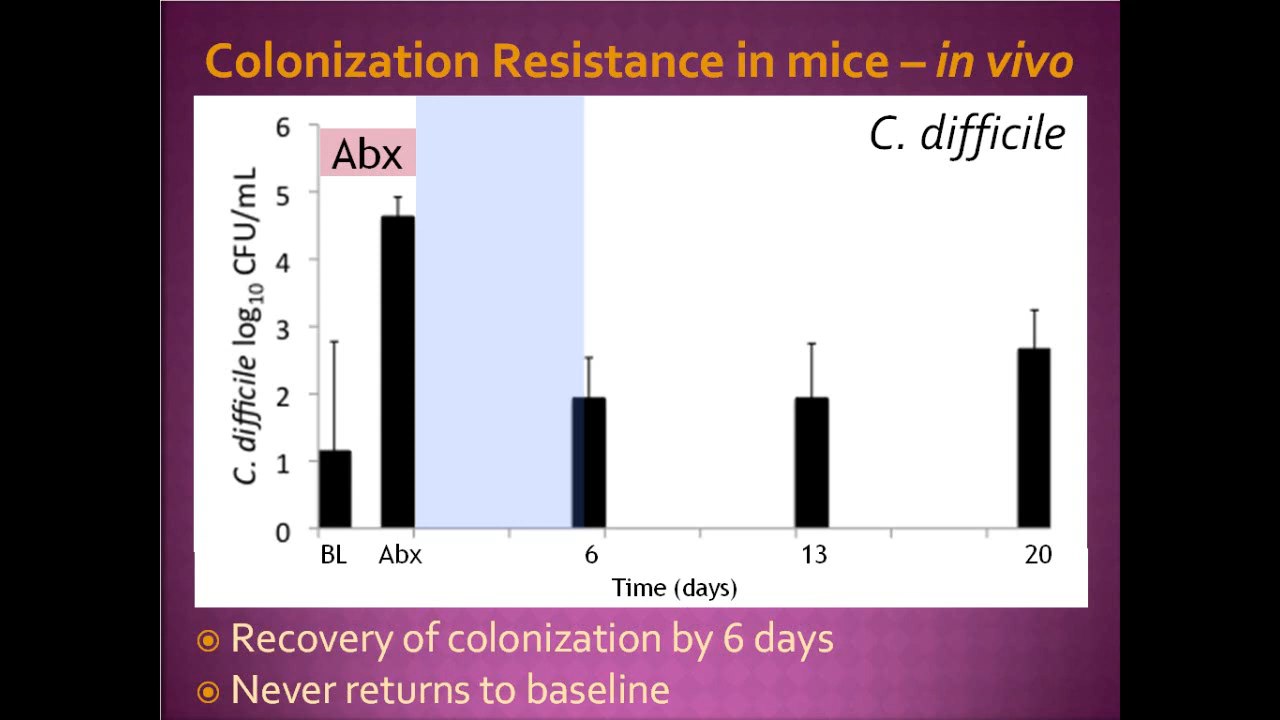 Colonization Resistance in mice – in vivo
C. difficile
Abx
C. difficile log10 CFU/mL
6
5
4
3
2
1
0
BL Abx 6 13 20
Time (days)
Recovery of colonization by 6 days
Never returns to baseline